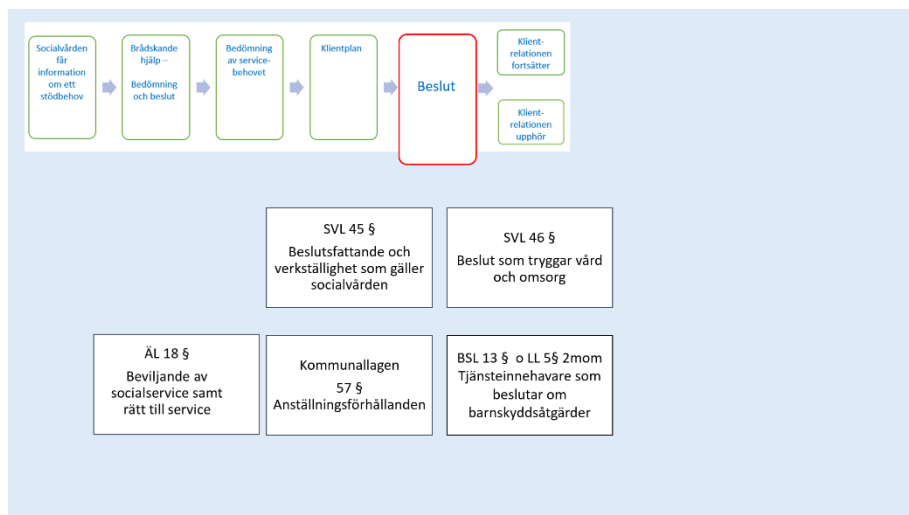 Socialvården
får
information
om ett
stödbehov
Brådskande
hjälp –
Bedömning
och beslut
Bedömning
av service-
behovet
Klientplan
Beslut
Klient-
relationen
fortsätter
Klient-
relationen
upphör
SVL 45 §
Beslutsfattande och
verkställighet som gäller
socialvården
SVL 46 §
Beslut som tryggar vård
och omsorg
ÄL 18 §
Beviljande av
socialservice samt
rätt till service
Kommunallagen
57 §
Anställningsförhållanden
BSL 13 § o LL 5§ 2mom
Tjänsteinnehavare som
beslutar om
barnskyddsåtgärder